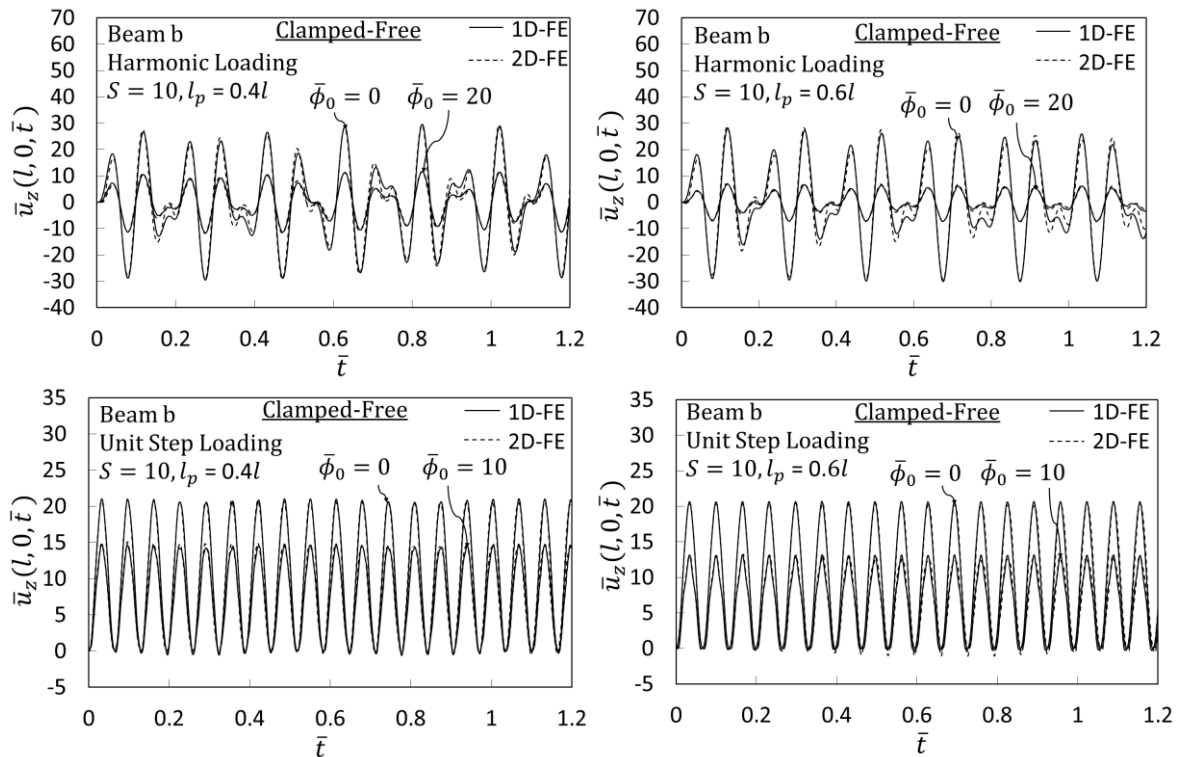 Beam b
Clamped-Free
1D-FE
Harmonic Loading
2D-FE
S = 10, l_p = 0.4l
ϕ̄₀ = 0
ϕ̄₀ = 20
70
60
50
40
30
20
10
0
-10
-20
-30
-40
ū_z(l, 0, t̄)
0 0.2 0.4 0.6 0.8 1 1.2
t̄
Beam b
Clamped-Free
1D-FE
Harmonic Loading
2D-FE
S = 10, l_p = 0.6l
ϕ̄₀ = 0
ϕ̄₀ = 20
70
60
50
40
30
20
10
0
-10
-20
-30
-40
ū_z(l, 0, t̄)
0 0.2 0.4 0.6 0.8 1 1.2
t̄
Beam b
Clamped-Free
1D-FE
Unit Step Loading
2D-FE
S = 10, l_p = 0.4l
ϕ̄₀ = 0
ϕ̄₀ = 10
35
30
25
20
15
10
5
0
-5
ū_z(l, 0, t̄)
0 0.2 0.4 0.6 0.8 1 1.2
t̄
Beam b
Clamped-Free
1D-FE
Unit Step Loading
2D-FE
S = 10, l_p = 0.6l
ϕ̄₀ = 0
ϕ̄₀ = 10
35
30
25
20
15
10
5
0
-5
ū_z(l, 0, t̄)
0 0.2 0.4 0.6 0.8 1 1.2
t̄